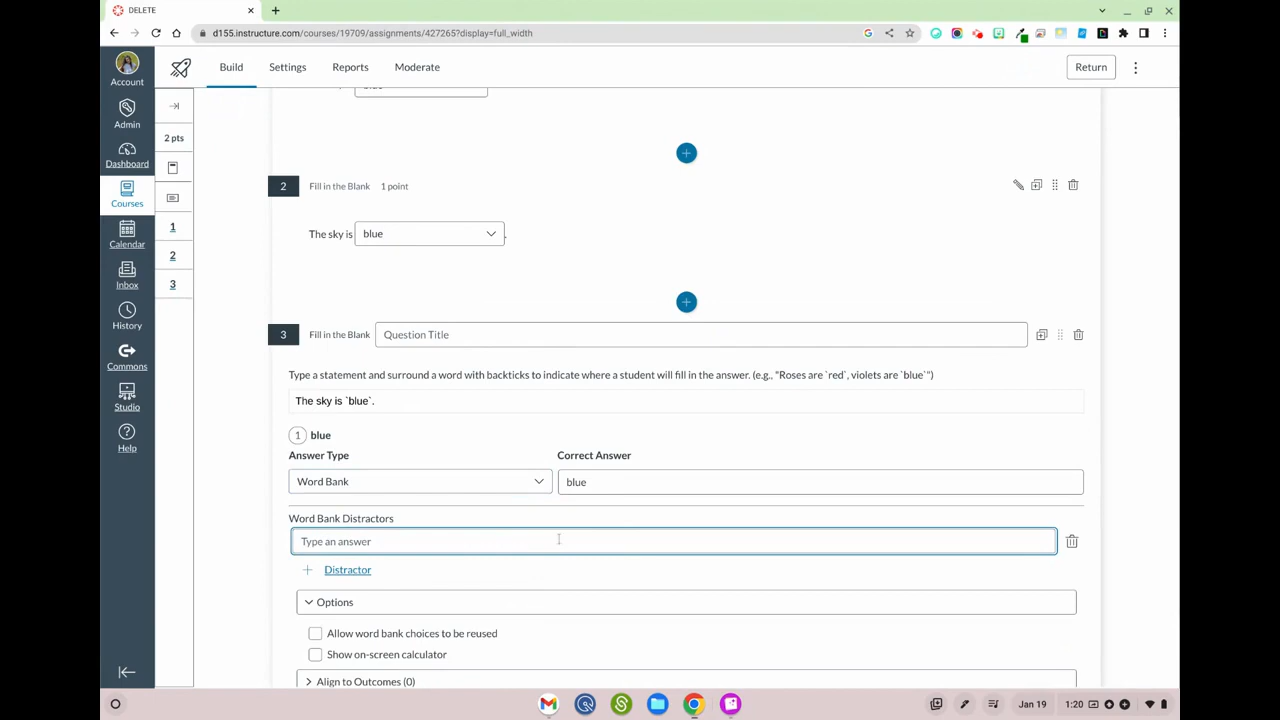 DELETE
d155.instructure.com/courses/19709/assignments/427265?display=full_width
Account
Admin
Dashboard
Courses
Calendar
Inbox
History
Commons
Studio
Help
2 pts
1
2
3
Build Settings Reports Moderate Return
2 Fill in the Blank 1 point
The sky is blue .
3 Fill in the Blank Question Title
Type a statement and surround a word with backticks to indicate where a student will fill in the answer. (e.g., "Roses are `red`, violets are `blue`")
The sky is `blue`.
1 blue
Answer Type Correct Answer
Word Bank blue
Word Bank Distractors
Type an answer
+ Distractor
Options
Allow word bank choices to be reused
Show on-screen calculator
Align to Outcomes (0)
Jan 19 1:20